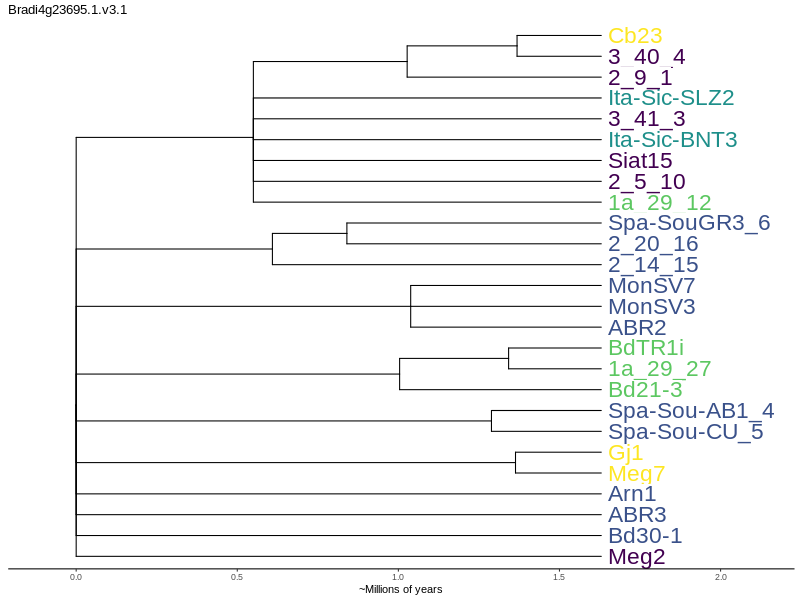 Bradi4g23695.1.v3.1
Cb23
3_40_4
2_9_1
Ita-Sic-SLZ2
3_41_3
Ita-Sic-BNT3
Siat15
2_5_10
1a_29_12
Spa-SouGR3_6
2_20_16
2_14_15
MonSV7
MonSV3
ABR2
BdTR1i
1a_29_27
Bd21-3
Spa-Sou-AB1_4
Spa-Sou-CU_5
Gj1
Meg7
Arn1
ABR3
Bd30-1
Meg2
0.0 0.5 1.0 1.5 2.0
~Millions of years